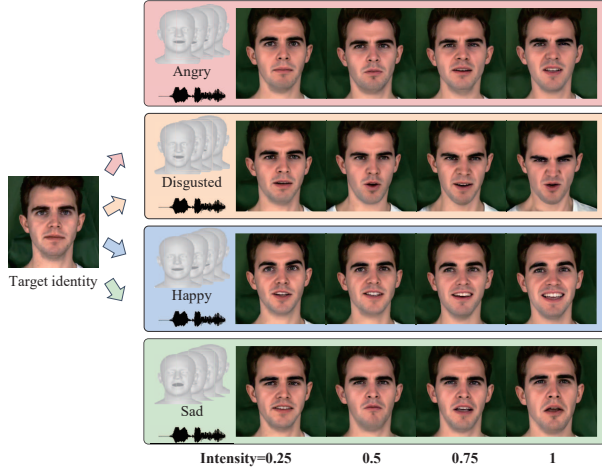 Angry
Disgusted
Target identity
Happy
Sad
Intensity=0.25 0.5 0.75 1